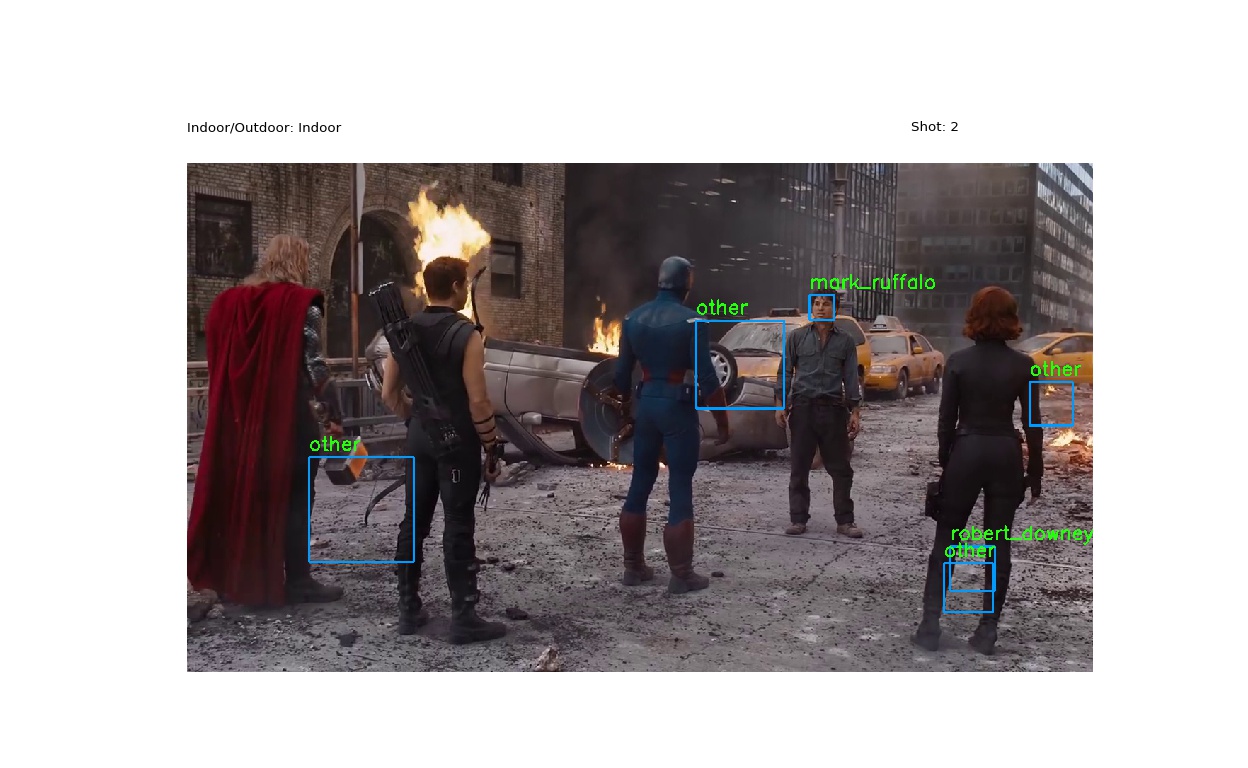 Indoor/Outdoor: Indoor
Shot: 2
mark_ruffalo
other
other
other
robert_downey
other